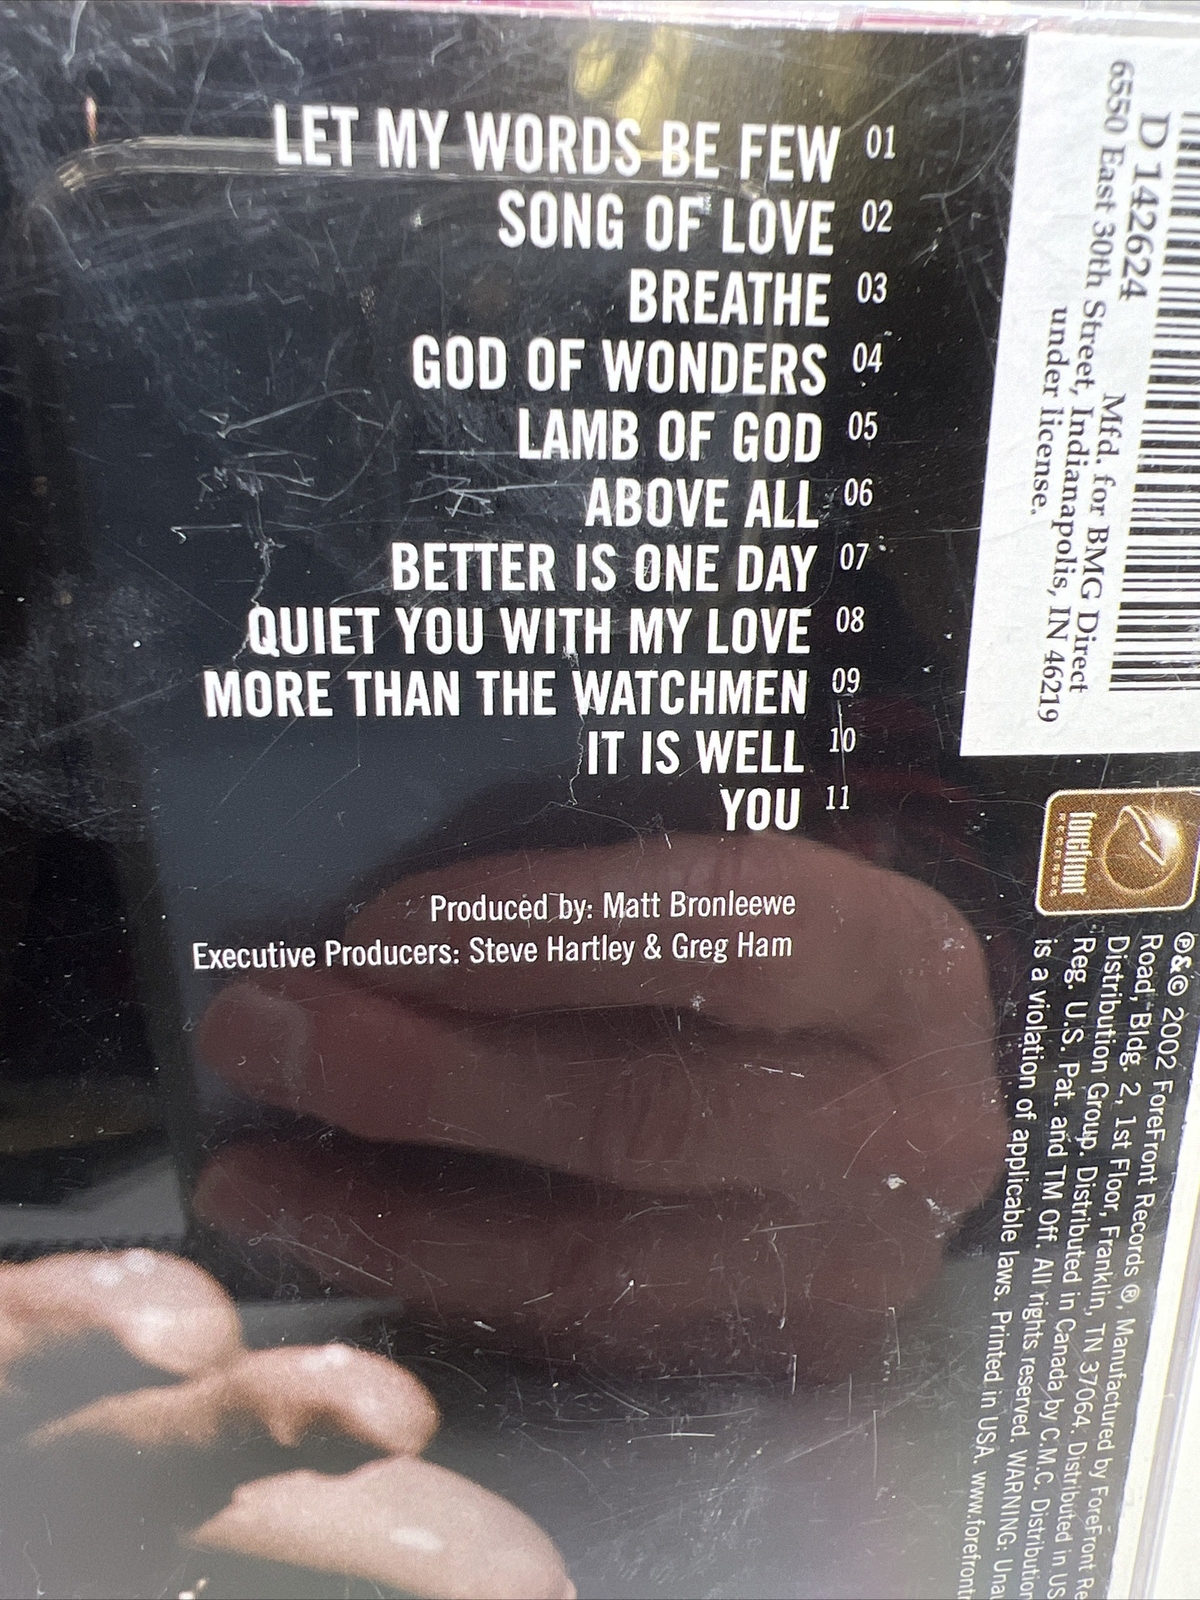 LET MY WORDS BE FEW 01
SONG OF LOVE 02
BREATHE 03
GOD OF WONDERS 04
LAMB OF GOD 05
ABOVE ALL 06
BETTER IS ONE DAY 07
QUIET YOU WITH MY LOVE 08
MORE THAN THE WATCHMEN 09
IT IS WELL 10
YOU 11
Produced by: Matt Bronleewe
Executive Producers: Steve Hartley & Greg Ham
D 142624 Mfd. for BMG Direct
6550 East 30th Street, Indianapolis, IN 46219
under license.
forefront
RECORDS
℗&© 2002 ForeFront Records ®, Manufactured by ForeFront Re
Road, Bldg. 2, 1st Floor, Franklin, TN 37064. Distributed in US
Distribution Group. Distributed in Canada by C.M.C. Distribution
Reg. U.S. Pat. and TM Off. All rights reserved. WARNING: Unau
is a violation of applicable laws. Printed in USA. www.forefront